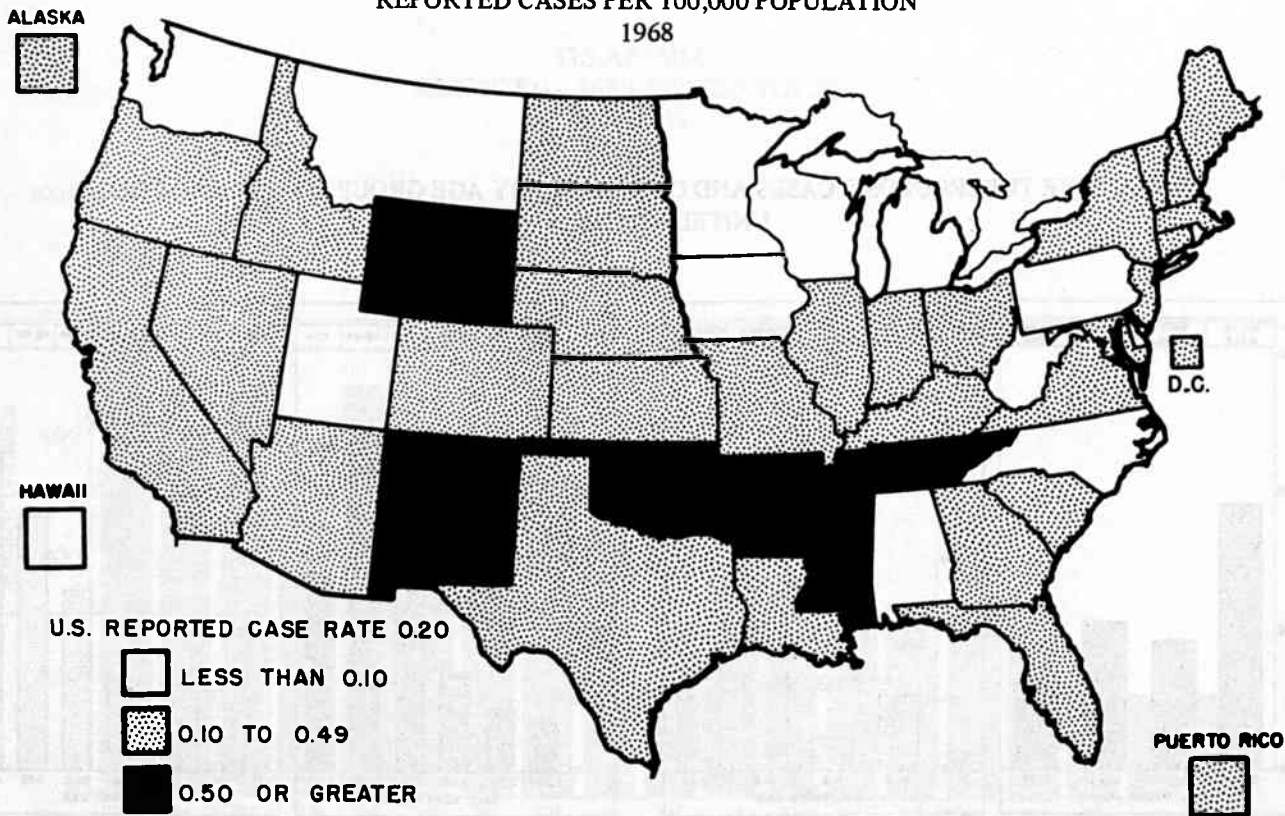 REPORTED CASES PER 100,000 POPULATION
1968
ALASKA
D.C.
HAWAII
U.S. REPORTED CASE RATE 0.20
LESS THAN 0.10
0.10 TO 0.49
0.50 OR GREATER
PUERTO RICO